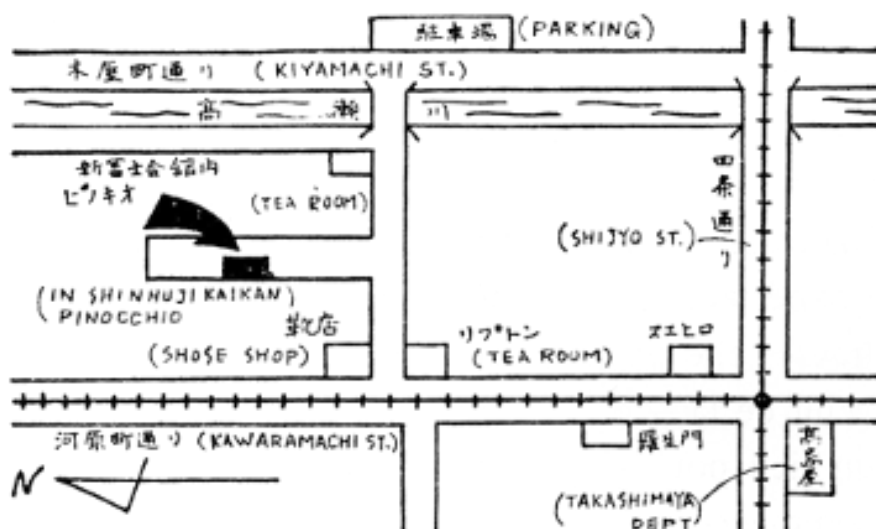 駐車場 (PARKING)
木屋町通り (KIYAMACHI ST.)
高 瀬 川
新富士会館内
ピノキオ
(TEA ROOM)
四条通り
(SHIJYO ST.)
(IN SHINHUJI KAIKAN)
PINOCCHIO
靴店
(SHOSE SHOP)
リプトン
(TEA ROOM)
スエヒロ
河原町通り (KAWARAMACHI ST.)
羅生門
高島屋
(TAKASHIMAYA
DEPT
N